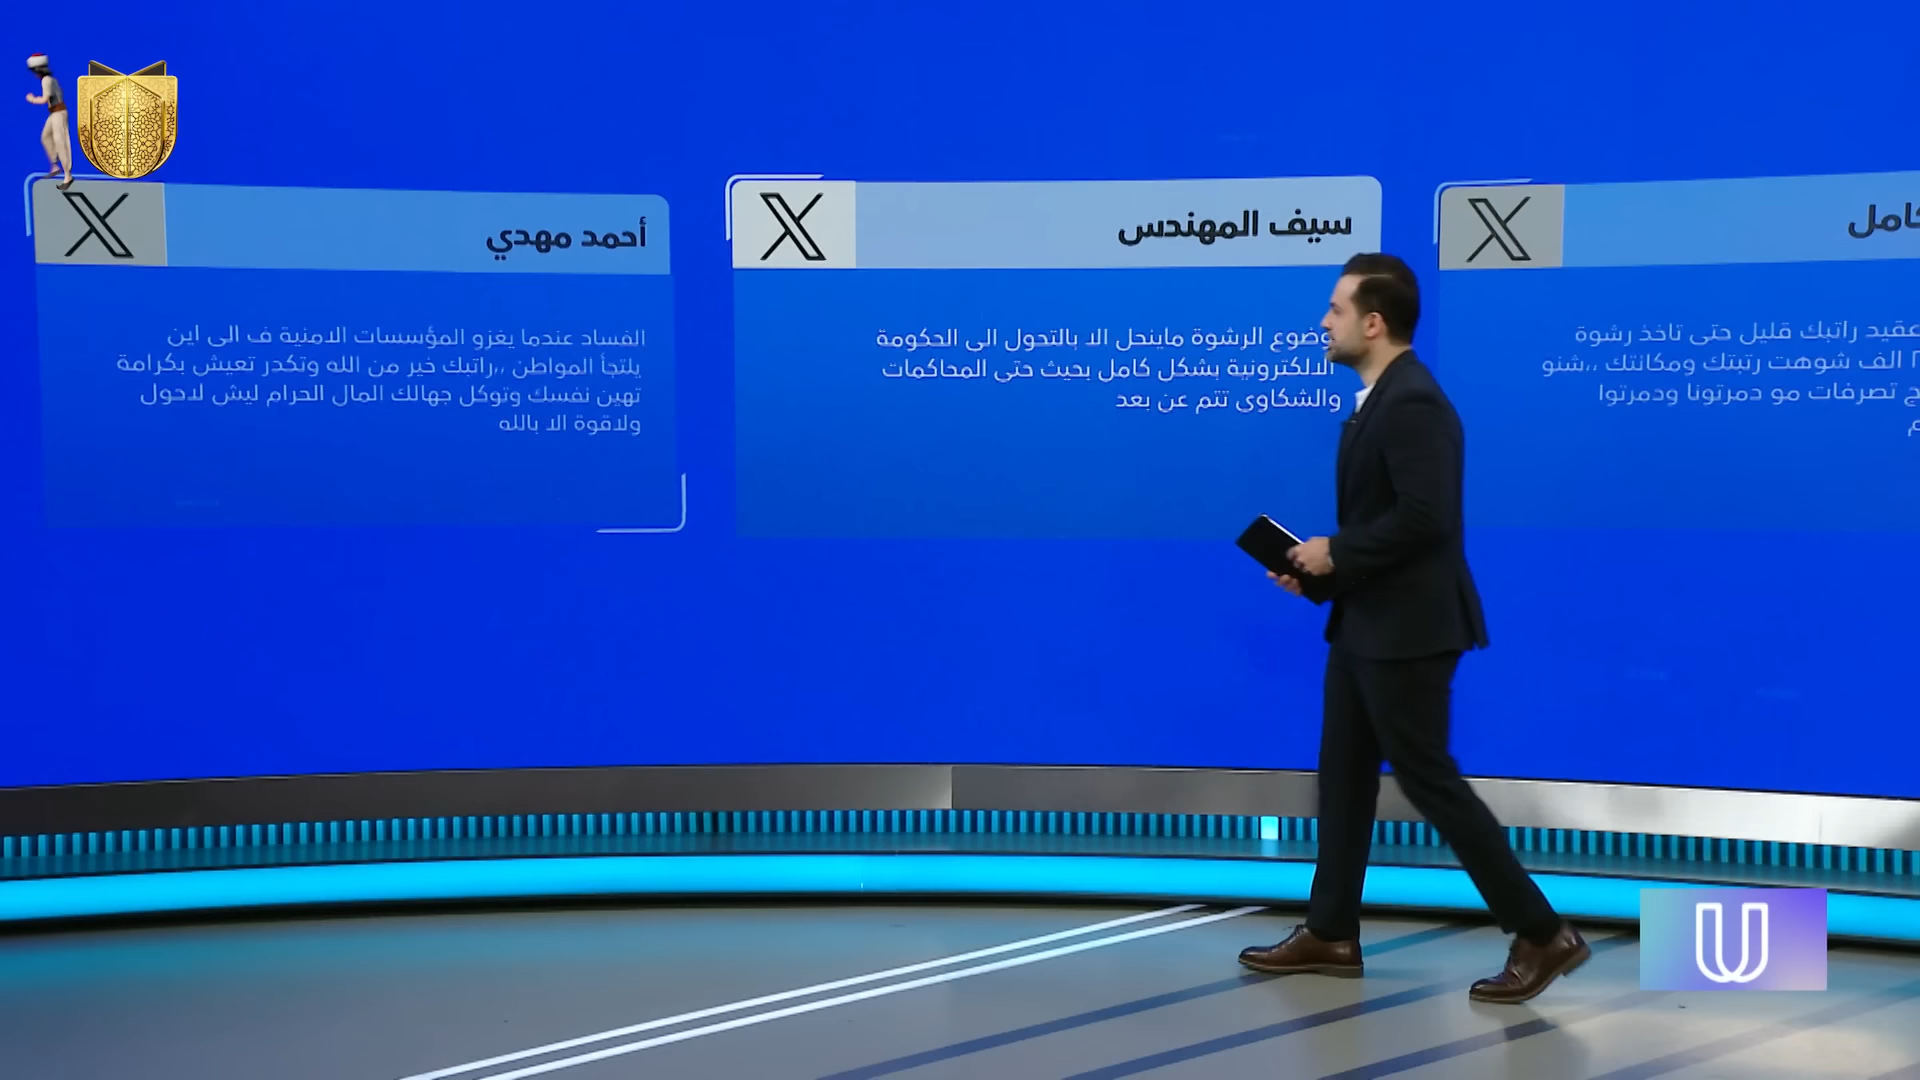 أحمد مهدي
الفساد عندما يغزو المؤسسات الامنية ف الى اين
يلتجأ المواطن ،،راتبك خير من الله وتكدر تعيش بكرامة
تهين نفسك وتوكل جهالك المال الحرام ليش لاحول
ولاقوة الا بالله
سيف المهندس
الرشوة ماينحل الا بالتحول الى الحكومة
الالكترونية بشكل كامل بحيث حتى المحاكمات
والشكاوى تتم عن بعد
عقيد راتبك قليل حتى تاخذ رشوة
الف شوهت رتبتك ومكانتك ،،شنو
تصرفات مو دمرتونا ودمرتوا
U